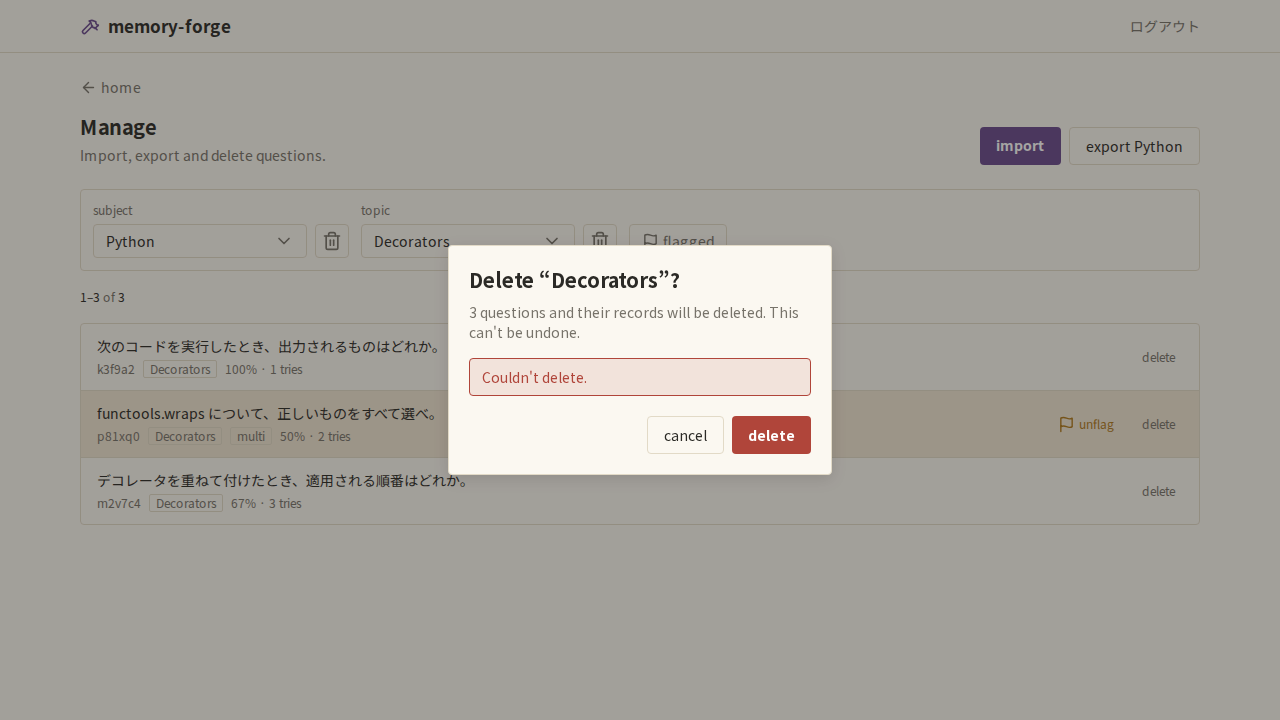 memory-forge
ログアウト
home
Manage
Import, export and delete questions.
import
export Python
subject
topic
Python
Decorators
flagged
Delete “Decorators”?
3 questions and their records will be deleted. This
can't be undone.
Couldn't delete.
cancel
delete
1–3 of 3
次のコードを実行したとき、出力されるものはどれか。
k3f9a2 Decorators 100% · 1 tries
delete
functools.wraps について、正しいものをすべて選べ。
p81xq0 Decorators multi 50% · 2 tries
unflag
delete
デコレータを重ねて付けたとき、適用される順番はどれか。
m2v7c4 Decorators 67% · 3 tries
delete